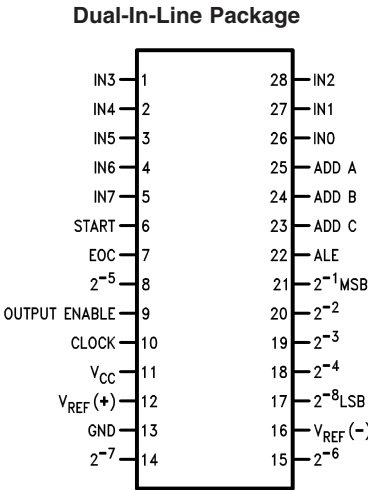 Dual-In-Line Package
IN3 1 28 IN2
IN4 2 27 IN1
IN5 3 26 IN0
IN6 4 25 ADD A
IN7 5 24 ADD B
START 6 23 ADD C
EOC 7 22 ALE
2⁻⁵ 8 21 2⁻¹MSB
OUTPUT ENABLE 9 20 2⁻²
CLOCK 10 19 2⁻³
V_CC 11 18 2⁻⁴
V_REF(+) 12 17 2⁻⁸LSB
GND 13 16 V_REF(-)
2⁻⁷ 14 15 2⁻⁶